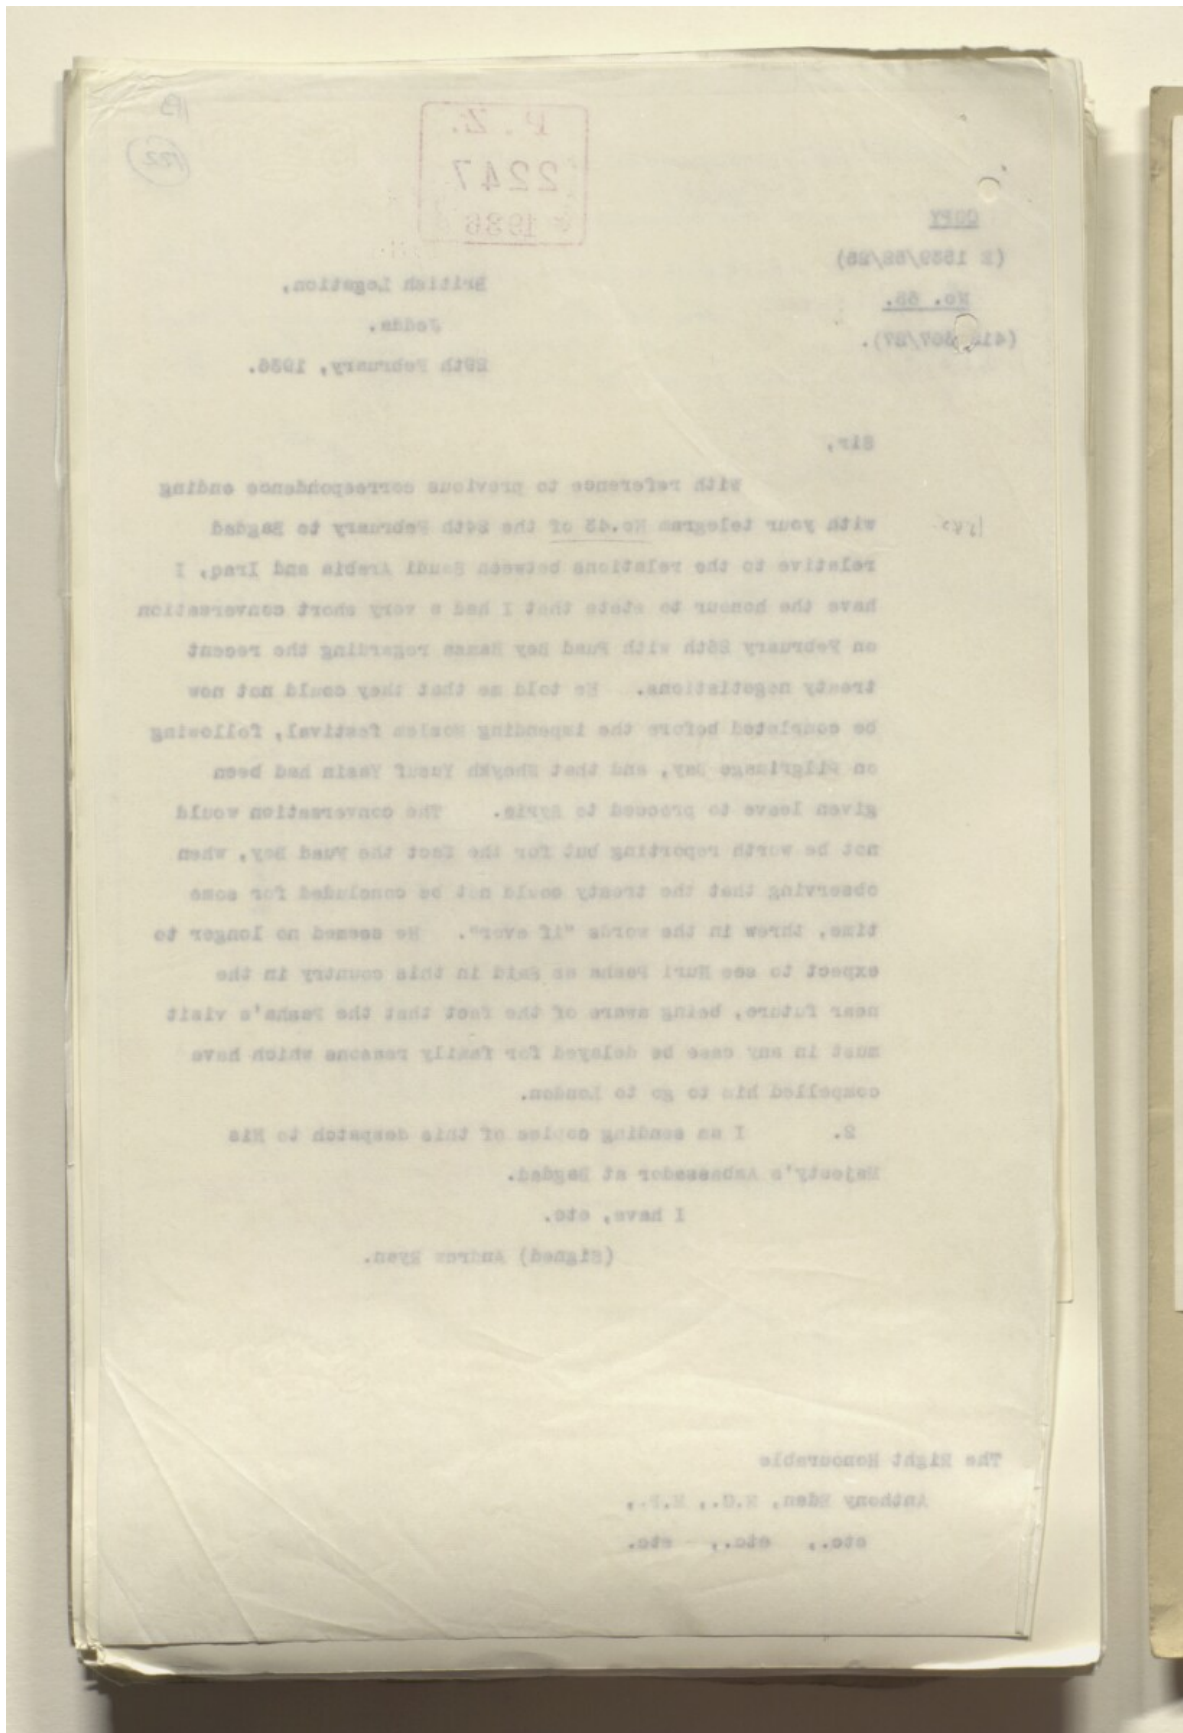 P. Z.
2247
1936
COPY
No. 65.
British Legation,
Jedda.
29th February, 1936.
Sir,
With reference to previous correspondence ending
with your telegram No.43 of the 24th February to Bagdad
relative to the relations between Saudi Arabia and Iraq, I
have the honour to state that I had a very short conversation
on February 26th with Fuad Bey Hamza regarding the recent
treaty negotiations. He told me that they could not now
be completed before the impending Moslem festival, following
on Pilgrimage Day, and that Sheykh Yusuf Yasin had been
given leave to proceed to Syria. The conversation would
not be worth reporting but for the fact the Fuad Bey, when
observing that the treaty could not be concluded for some
time, threw in the words "if ever". He seemed no longer to
expect to see Nuri Pasha as Said in this country in the
near future, being aware of the fact that the Pasha's visit
must in any case be delayed for family reasons which have
compelled him to go to London.
2. I am sending copies of this despatch to His
Majesty's Ambassador at Bagdad.
I have, etc.
(Signed) Andrew Ryan.
The Right Honourable
Anthony Eden, M.C., M.P.,
etc., etc., etc.